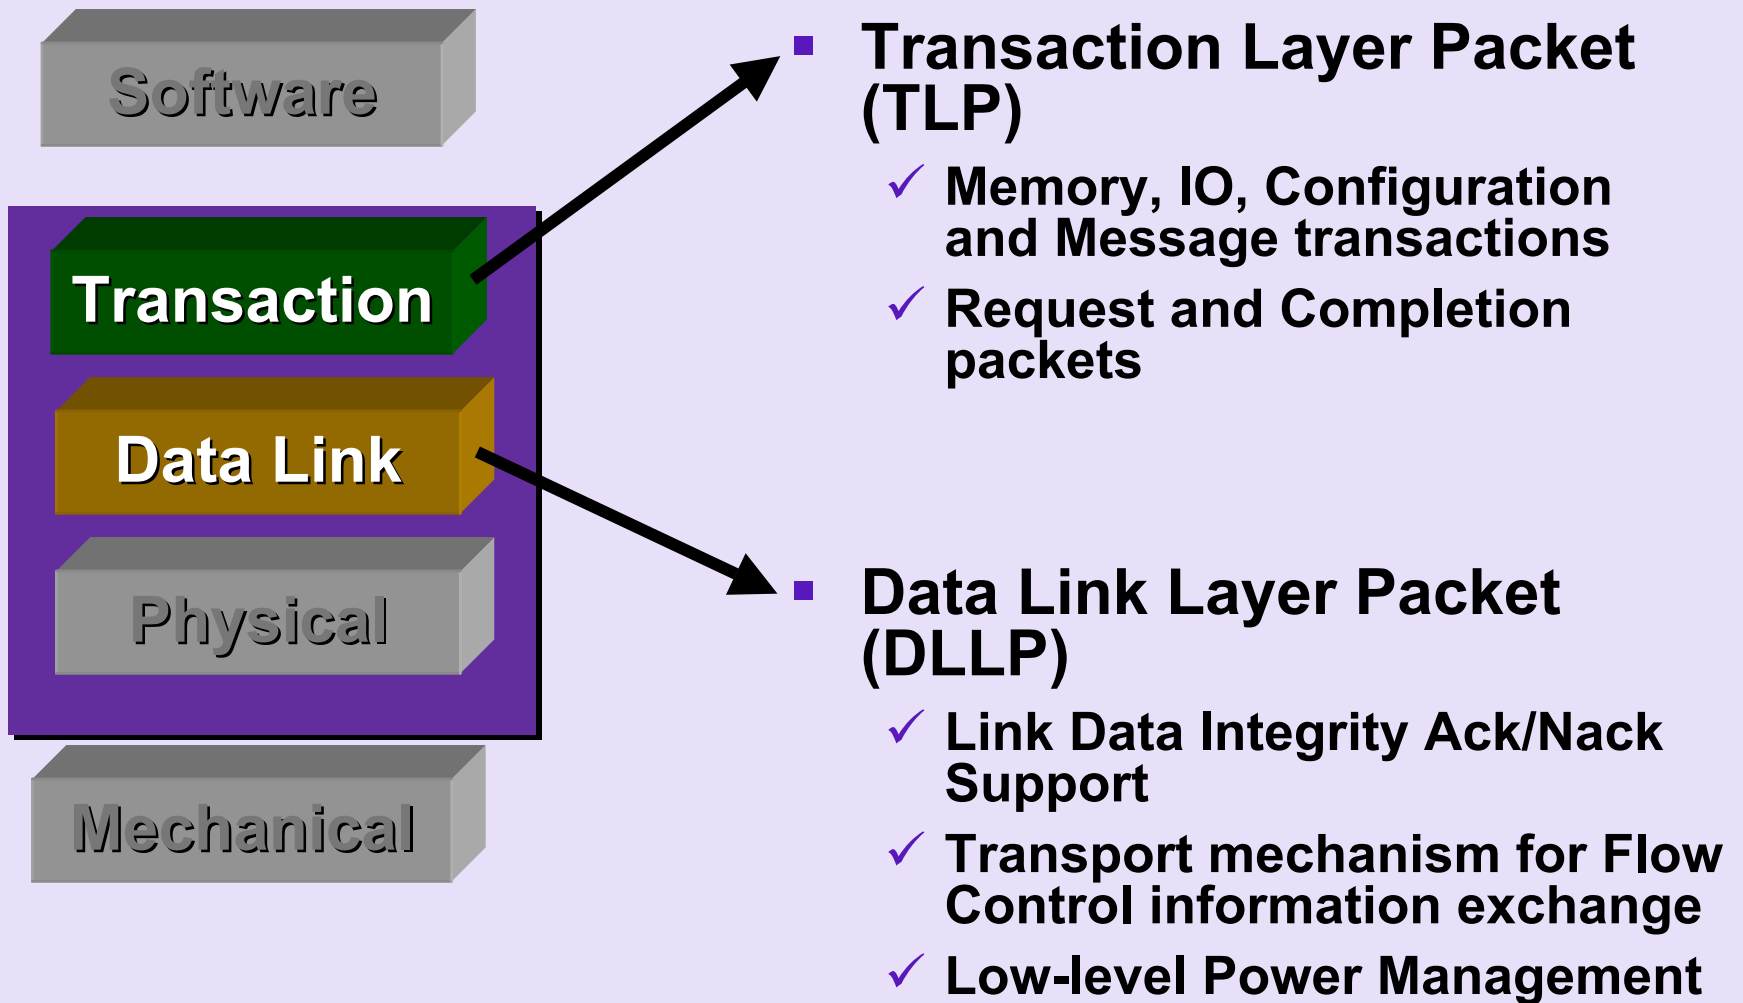 Software
Transaction
Data Link
Physical
Mechanical
Transaction Layer Packet
(TLP)
Memory, IO, Configuration
and Message transactions
Request and Completion
packets
Data Link Layer Packet
(DLLP)
Link Data Integrity Ack/Nack
Support
Transport mechanism for Flow
Control information exchange
Low-level Power Management